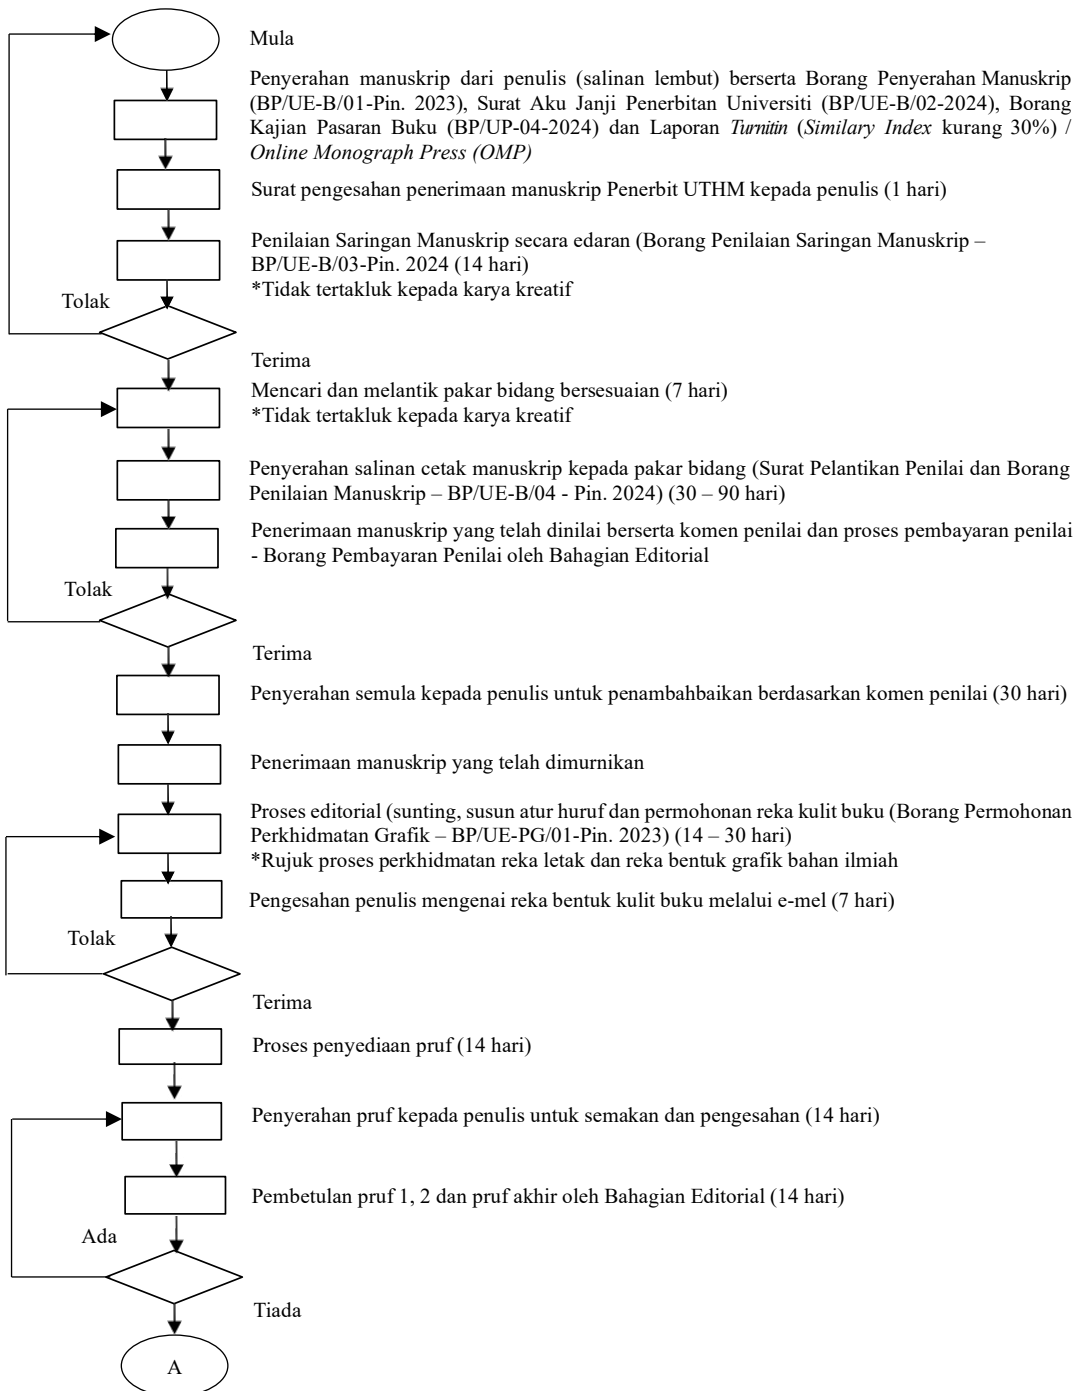 Mula
Penyerahan manuskrip dari penulis (salinan lembut) berserta Borang Penyerahan Manuskrip
(BP/UE-B/01-Pin. 2023), Surat Aku Janji Penerbitan Universiti (BP/UE-B/02-2024), Borang
Kajian Pasaran Buku (BP/UP-04-2024) dan Laporan Turnitin (Similary Index kurang 30%) /
Online Monograph Press (OMP)
Surat pengesahan penerimaan manuskrip Penerbit UTHM kepada penulis (1 hari)
Penilaian Saringan Manuskrip secara edaran (Borang Penilaian Saringan Manuskrip –
BP/UE-B/03-Pin. 2024 (14 hari)
*Tidak tertakluk kepada karya kreatif
Tolak
Terima
Mencari dan melantik pakar bidang bersesuaian (7 hari)
*Tidak tertakluk kepada karya kreatif
Penyerahan salinan cetak manuskrip kepada pakar bidang (Surat Pelantikan Penilai dan Borang
Penilaian Manuskrip – BP/UE-B/04 - Pin. 2024) (30 – 90 hari)
Penerimaan manuskrip yang telah dinilai berserta komen penilai dan proses pembayaran penilai
- Borang Pembayaran Penilai oleh Bahagian Editorial
Tolak
Terima
Penyerahan semula kepada penulis untuk penambahbaikan berdasarkan komen penilai (30 hari)
Penerimaan manuskrip yang telah dimurnikan
Proses editorial (sunting, susun atur huruf dan permohonan reka kulit buku (Borang Permohonan
Perkhidmatan Grafik – BP/UE-PG/01-Pin. 2023) (14 – 30 hari)
*Rujuk proses perkhidmatan reka letak dan reka bentuk grafik bahan ilmiah
Pengesahan penulis mengenai reka bentuk kulit buku melalui e-mel (7 hari)
Tolak
Terima
Proses penyediaan pruf (14 hari)
Penyerahan pruf kepada penulis untuk semakan dan pengesahan (14 hari)
Pembetulan pruf 1, 2 dan pruf akhir oleh Bahagian Editorial (14 hari)
Ada
Tiada
A